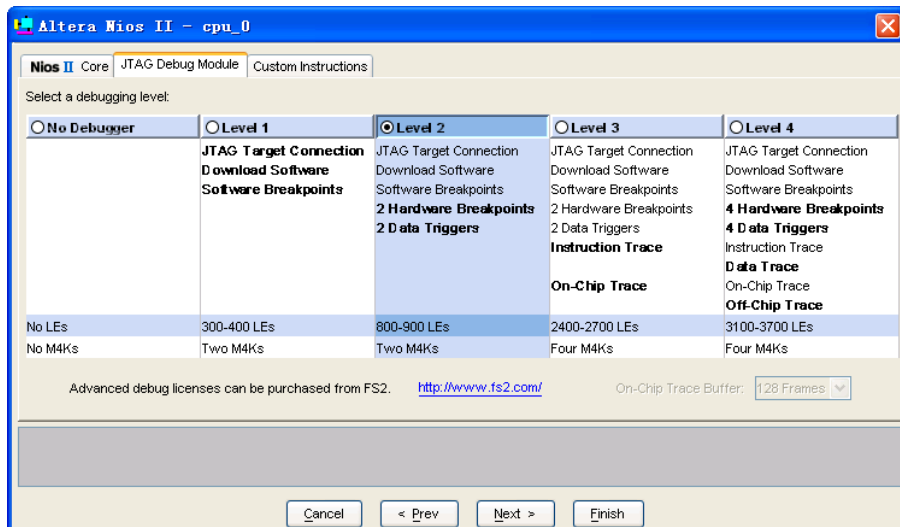 Altera Nios II - cpu_0
Nios II Core JTAG Debug Module Custom Instructions
Select a debugging level:
No Debugger Level 1 Level 2 Level 3 Level 4
JTAG Target Connection JTAG Target Connection JTAG Target Connection JTAG Target Connection
Download Software Download Software Download Software Download Software
Software Breakpoints Software Breakpoints Software Breakpoints Software Breakpoints
2 Hardware Breakpoints 2 Hardware Breakpoints 4 Hardware Breakpoints
2 Data Triggers 2 Data Triggers 4 Data Triggers
Instruction Trace Instruction Trace
Data Trace
On-Chip Trace On-Chip Trace
Off-Chip Trace
No LEs 300-400 LEs 800-900 LEs 2400-2700 LEs 3100-3700 LEs
No M4Ks Two M4Ks Two M4Ks Four M4Ks Four M4Ks
Advanced debug licenses can be purchased from FS2. http://www.fs2.com/ On-Chip Trace Buffer: 128 Frames
Cancel < Prev Next > Finish